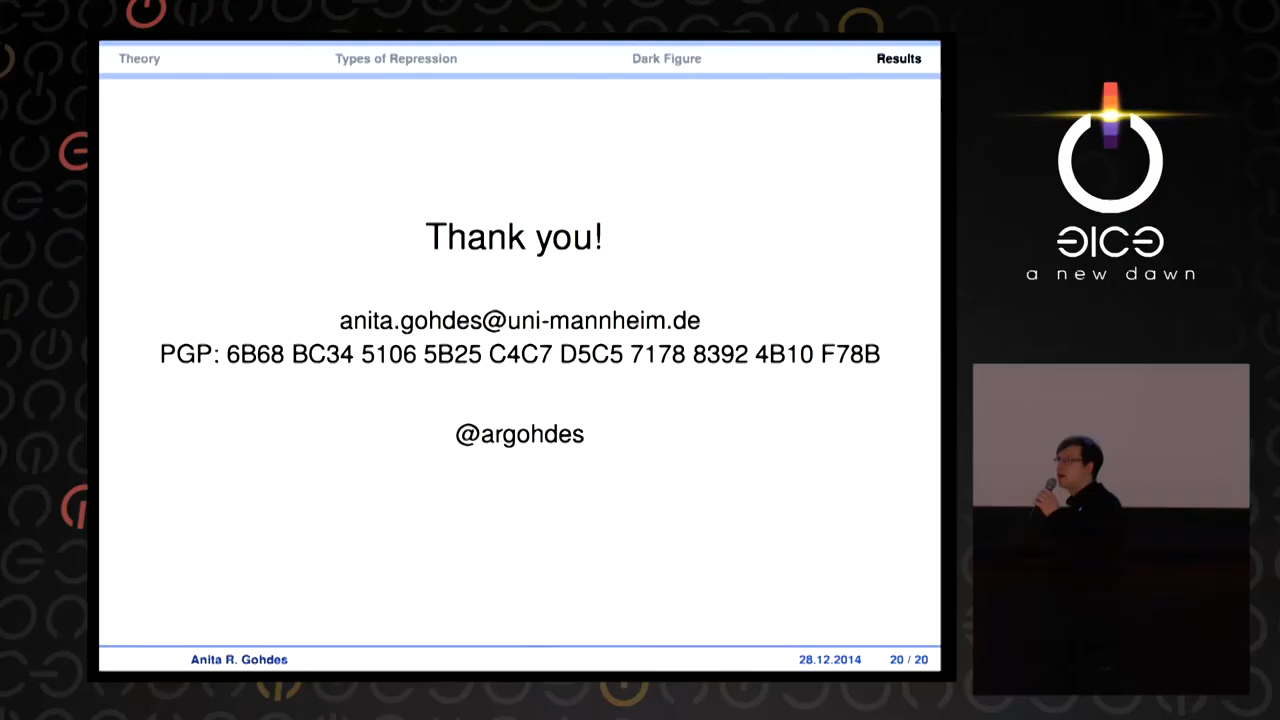 Theory
Types of Repression
Dark Figure
Results
Thank you!
anita.gohdes@uni-mannheim.de
PGP: 6B68 BC34 5106 5B25 C4C7 D5C5 7178 8392 4B10 F78B
@argohdes
Anita R. Gohdes
28.12.2014
20 / 20
a new dawn